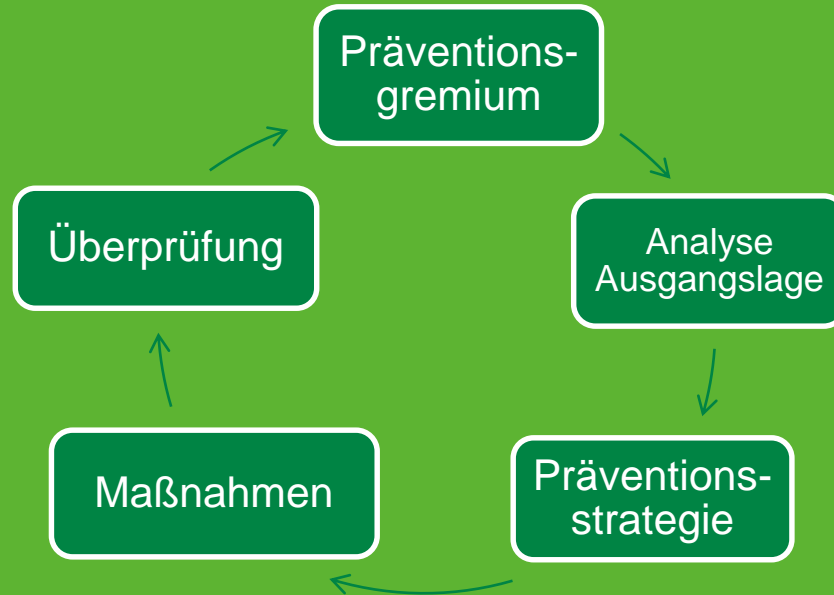 Präventions-
gremium
Analyse
Ausgangslage
Präventions-
strategie
Maßnahmen
Überprüfung